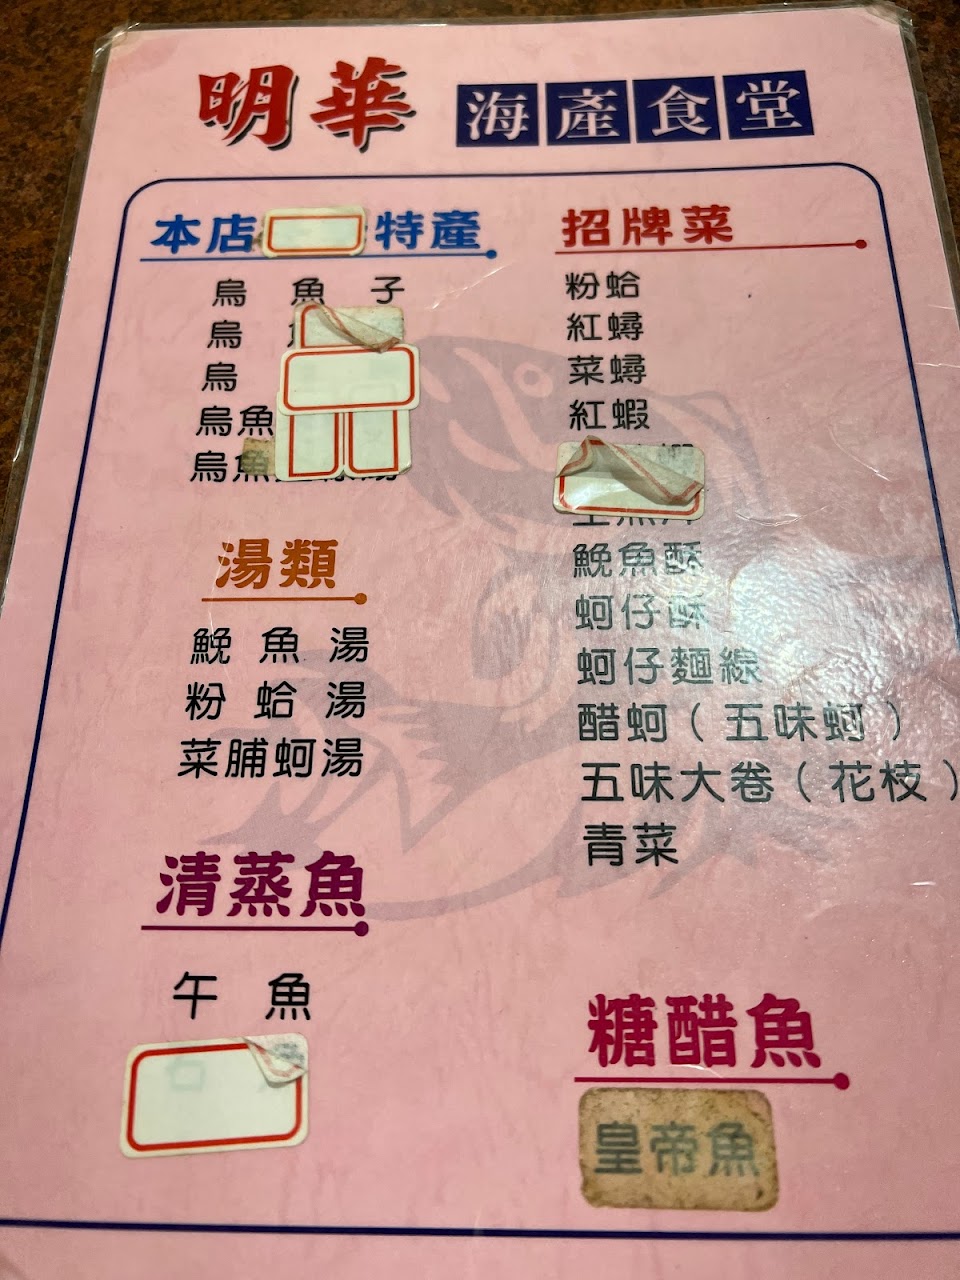 明華 海產食堂
本店 特產
烏魚子
烏
烏
烏魚
烏魚
湯類
鮸魚湯
粉蛤湯
菜脯蚵湯
清蒸魚
午魚
招牌菜
粉蛤
紅蟳
菜蟳
紅蝦
鮸魚酥
蚵仔酥
蚵仔麵線
醋蚵（五味蚵）
五味大卷（花枝）
青菜
糖醋魚
皇帝魚